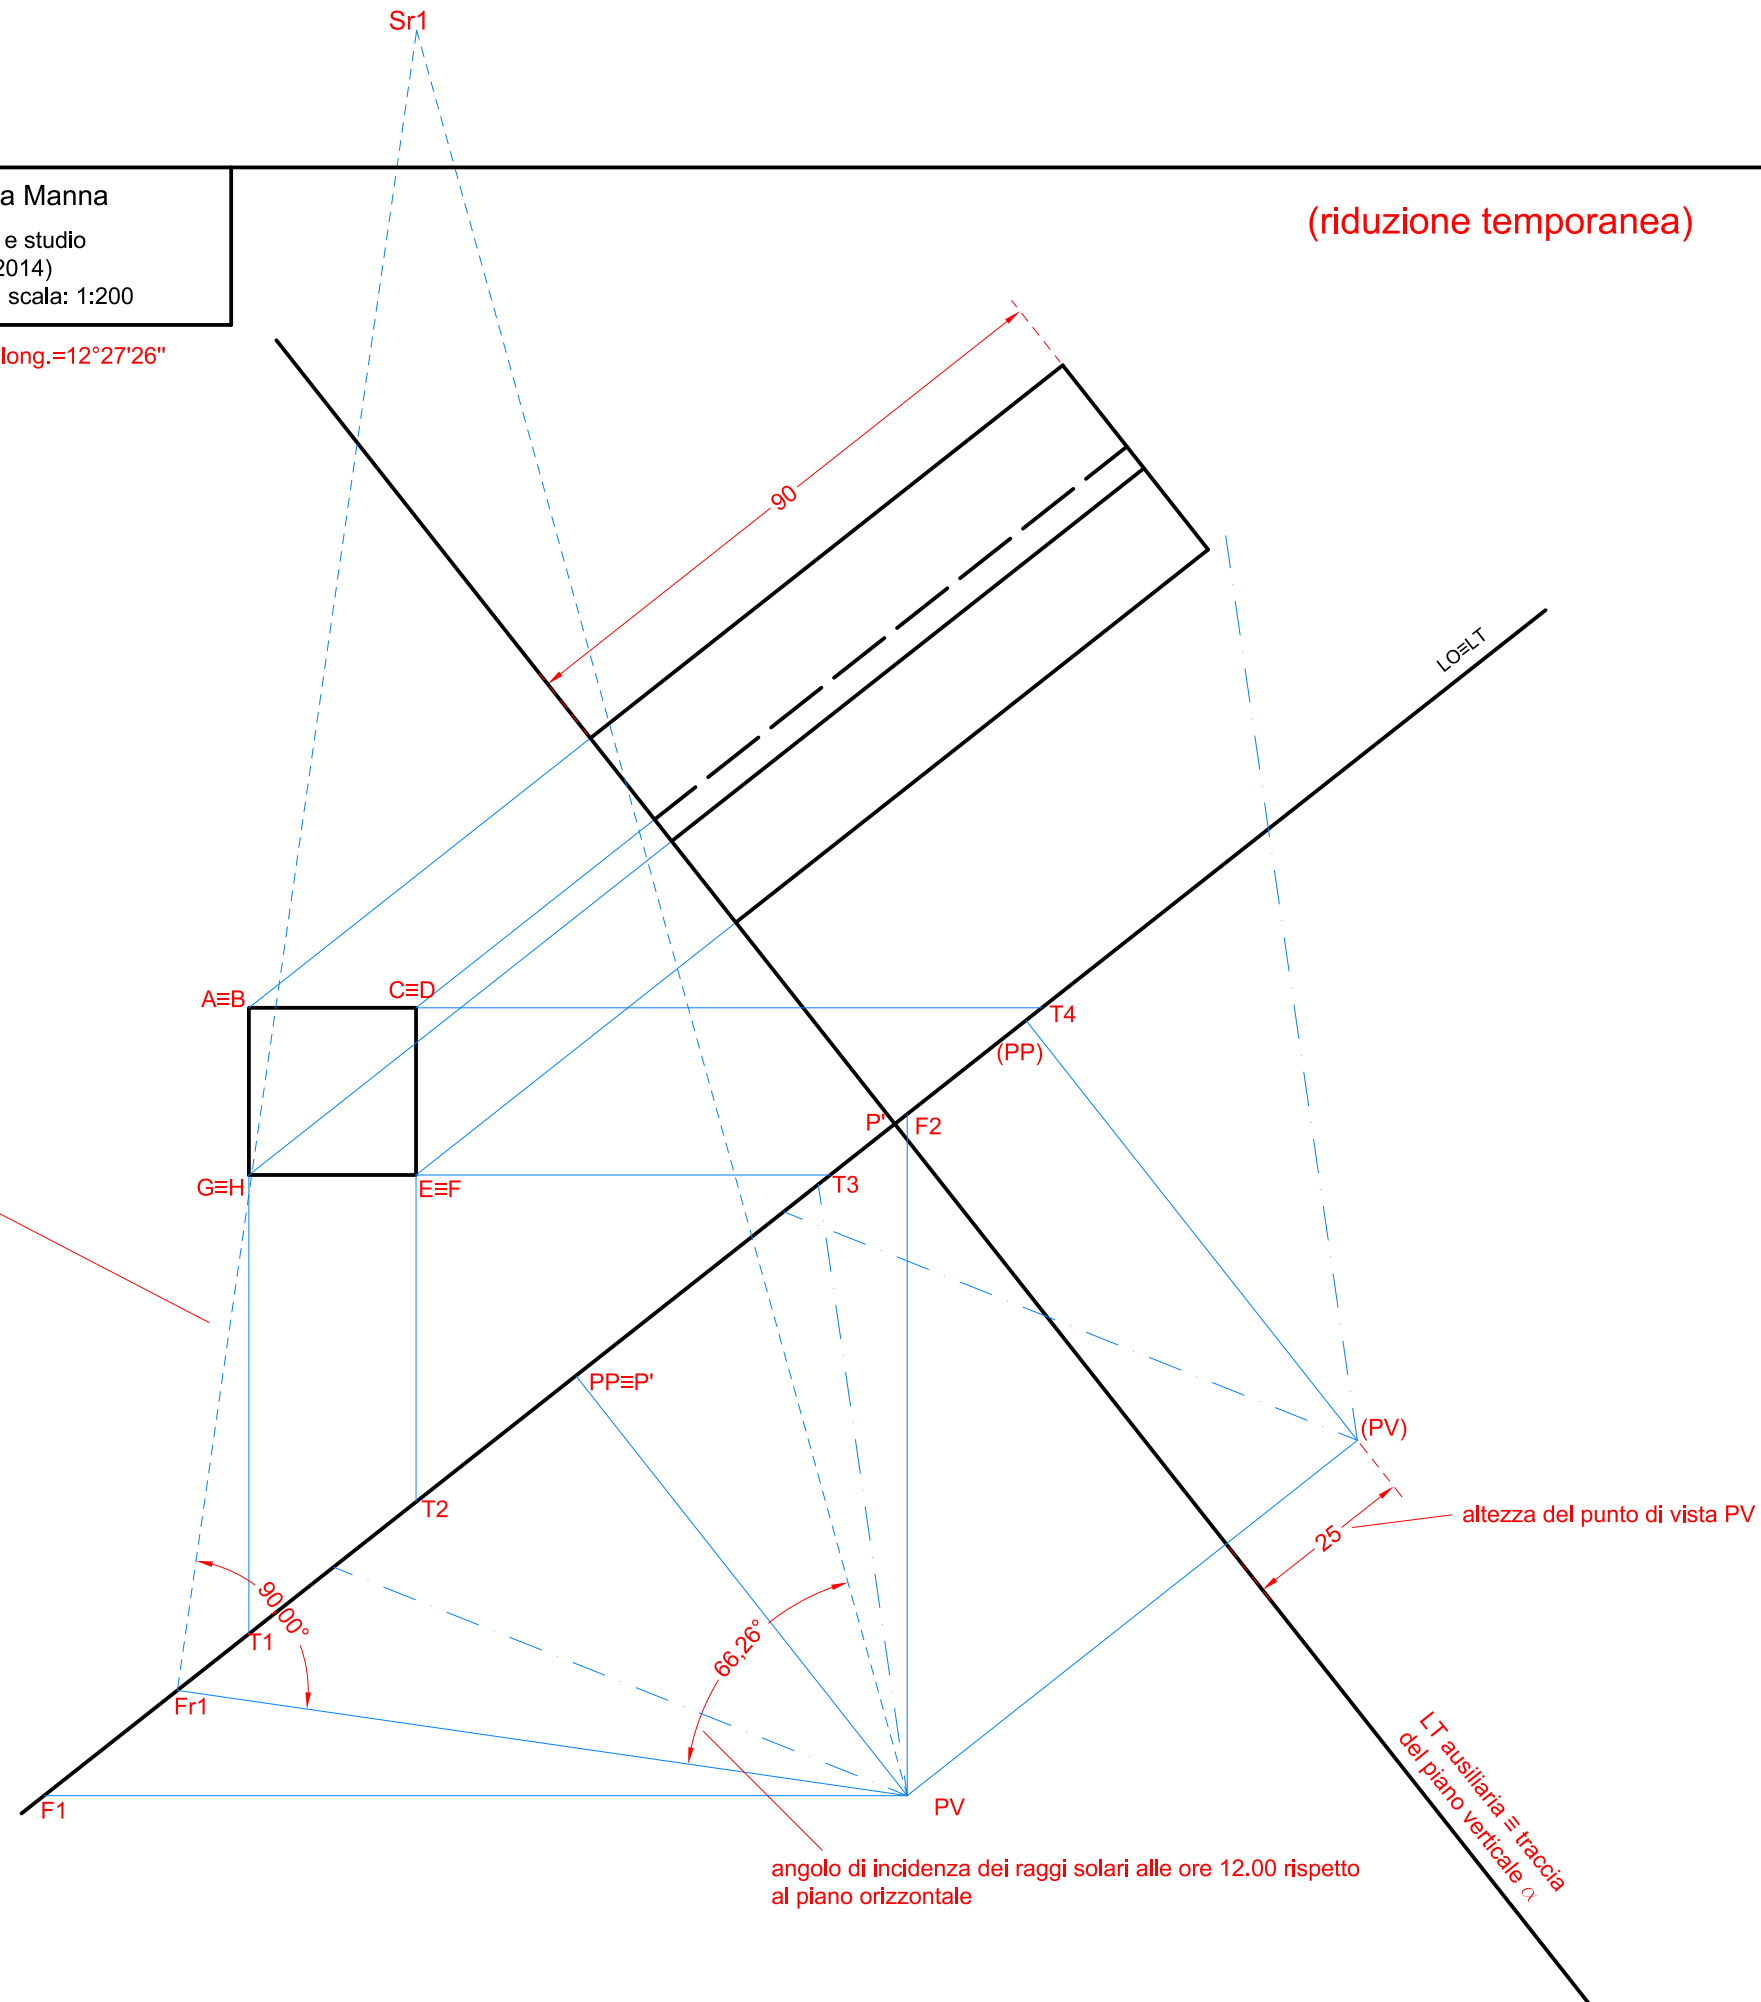 Sr1
a Manna
e studio
2014)
scala: 1:200
long.=12°27'26"
(riduzione temporanea)
90
LO≡LT
A≡B
C≡D
T4
(PP)
P'
F2
G≡H
E≡F
T3
PP≡P'
(PV)
T2
25
altezza del punto di vista PV
90,00°
T1
66,26°
Fr1
F1
PV
LT ausiliaria = traccia
del piano verticale α
angolo di incidenza dei raggi solari alle ore 12.00 rispetto
al piano orizzontale